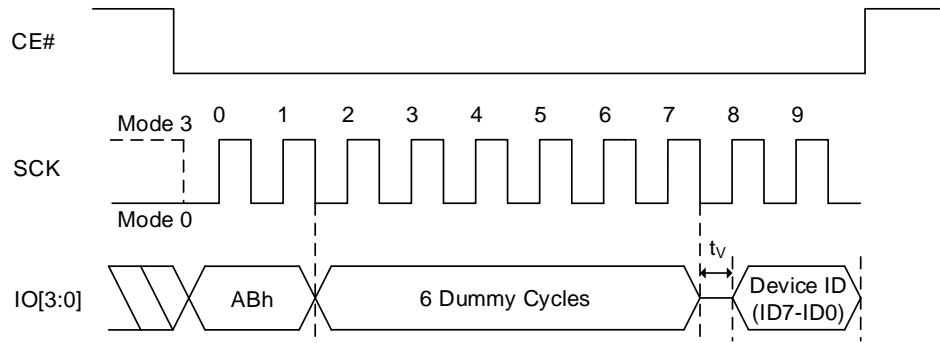 CE#
0 1 2 3 4 5 6 7 8 9
Mode 3
SCK
Mode 0
tV
IO[3:0]
ABh
6 Dummy Cycles
Device ID
(ID7-ID0)